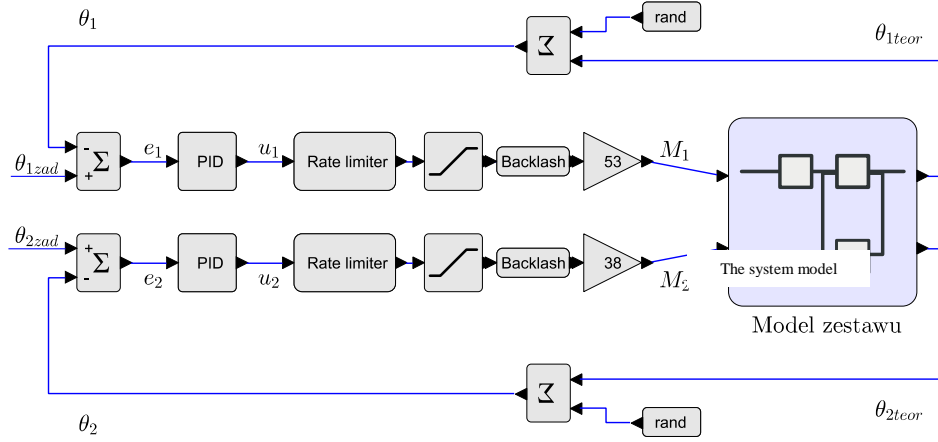 θ₁
rand
Σ
θ₁teor
-
θ₁zad
+
Σ
e₁
PID
u₁
Rate limiter
Backlash
53
M₁
θ₂zad
+
-
Σ
e₂
PID
u₂
Rate limiter
Backlash
38
M₂
The system model
Model zestawu
Σ
rand
θ₂
θ₂teor